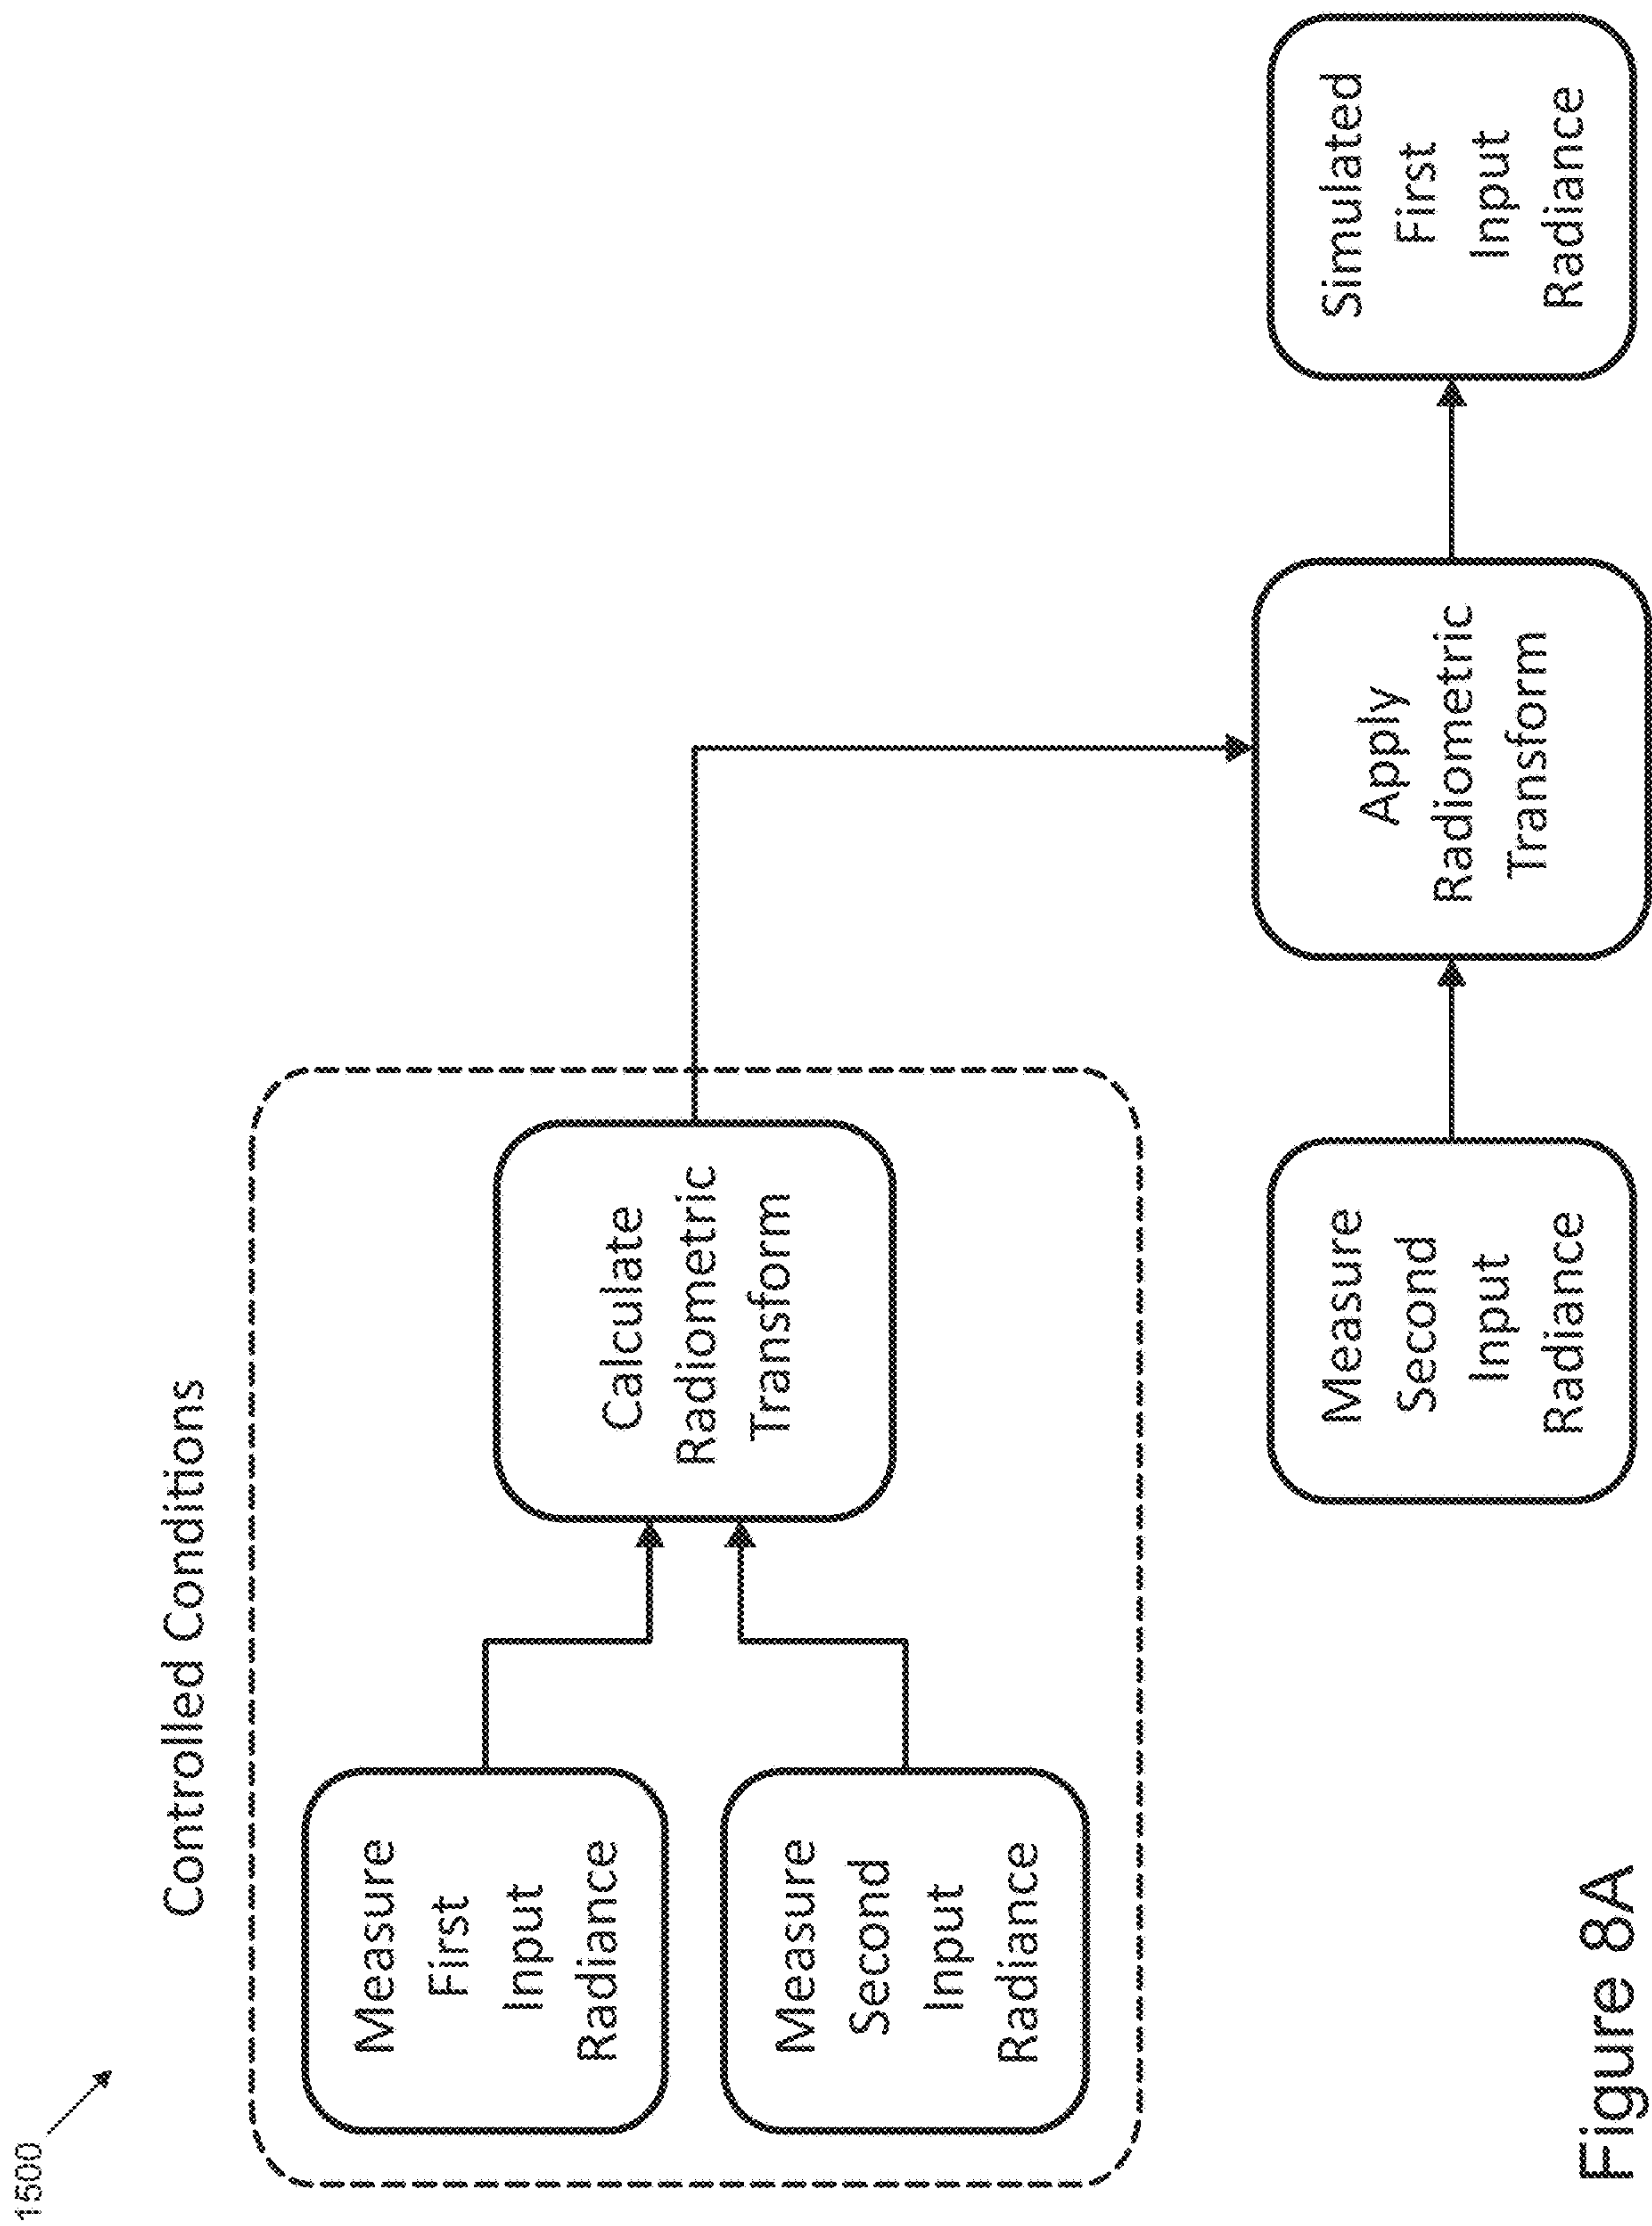 1500
Controlled Conditions
Measure
First
Input
Radiance
Measure
Second
Input
Radiance
Calculate
Radiometric
Transform
Measure
Second
Input
Radiance
Apply
Radiometric
Transform
Simulated
First
Input
Radiance
Figure 8A